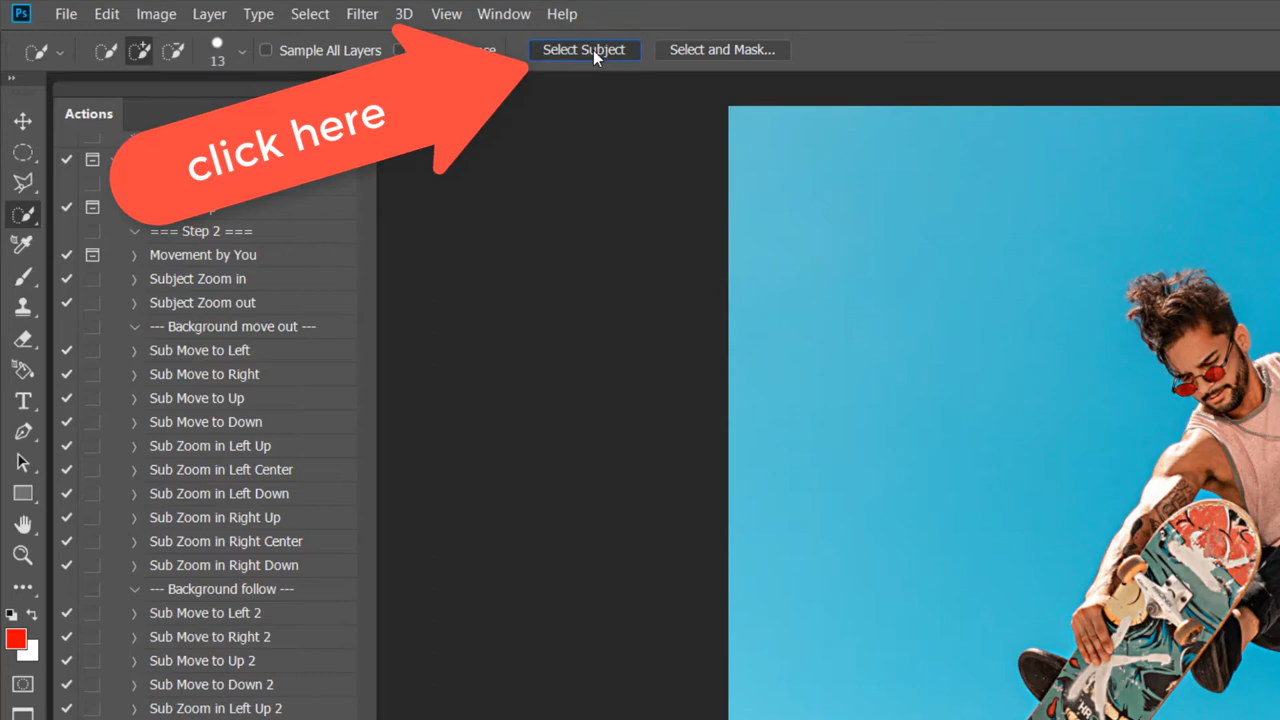 Ps File Edit Image Layer Type Select Filter 3D View Window Help
13 Sample All Layers Select Subject Select and Mask...
Actions
click here
=== Step 2 ===
Movement by You
Subject Zoom in
Subject Zoom out
--- Background move out ---
Sub Move to Left
Sub Move to Right
Sub Move to Up
Sub Move to Down
Sub Zoom in Left Up
Sub Zoom in Left Center
Sub Zoom in Left Down
Sub Zoom in Right Up
Sub Zoom in Right Center
Sub Zoom in Right Down
--- Background follow ---
Sub Move to Left 2
Sub Move to Right 2
Sub Move to Up 2
Sub Move to Down 2
Sub Zoom in Left Up 2